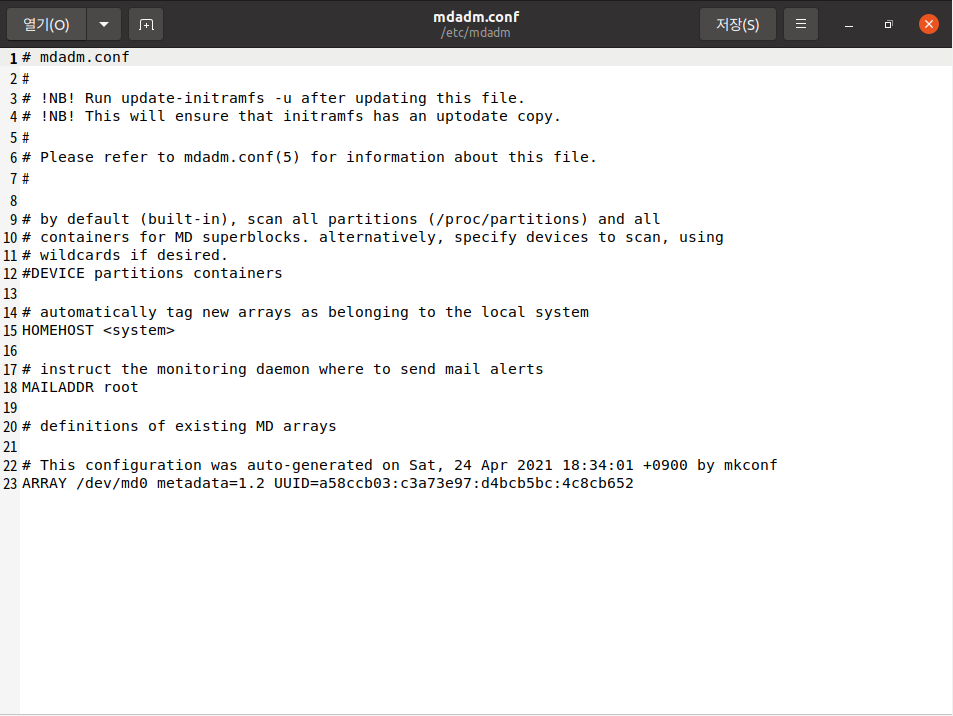 열기(O)
mdadm.conf
/etc/mdadm
저장(S)
1 # mdadm.conf
2 #
3 # !NB! Run update-initramfs -u after updating this file.
4 # !NB! This will ensure that initramfs has an uptodate copy.
5 #
6 # Please refer to mdadm.conf(5) for information about this file.
7 #
8
9 # by default (built-in), scan all partitions (/proc/partitions) and all
10 # containers for MD superblocks. alternatively, specify devices to scan, using
11 # wildcards if desired.
12 #DEVICE partitions containers
13
14 # automatically tag new arrays as belonging to the local system
15 HOMEHOST <system>
16
17 # instruct the monitoring daemon where to send mail alerts
18 MAILADDR root
19
20 # definitions of existing MD arrays
21
22 # This configuration was auto-generated on Sat, 24 Apr 2021 18:34:01 +0900 by mkconf
23 ARRAY /dev/md0 metadata=1.2 UUID=a58ccb03:c3a73e97:d4bcb5bc:4c8cb652